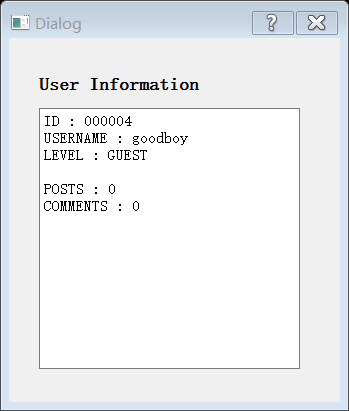 Dialog
User Information
ID : 000004
USERNAME : goodboy
LEVEL : GUEST
POSTS : 0
COMMENTS : 0